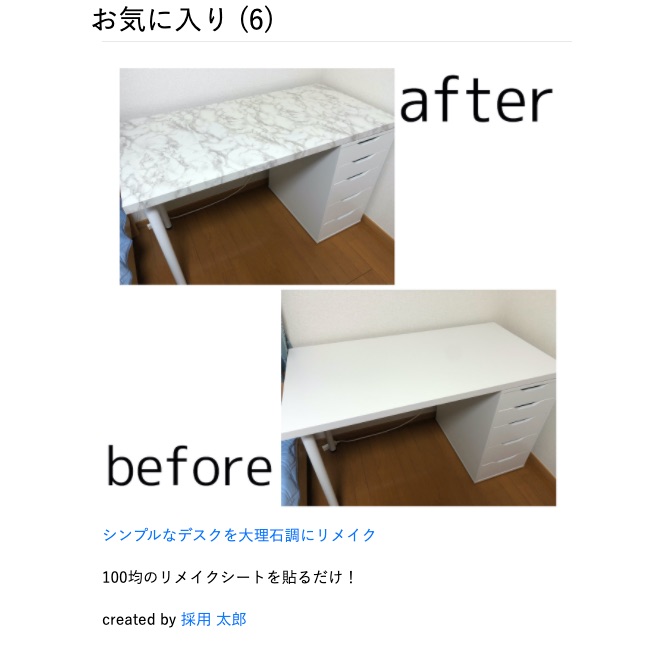 お気に入り (6)
after
before
シンプルなデスクを大理石調にリメイク
100均のリメイクシートを貼るだけ！
created by 採用 太郎